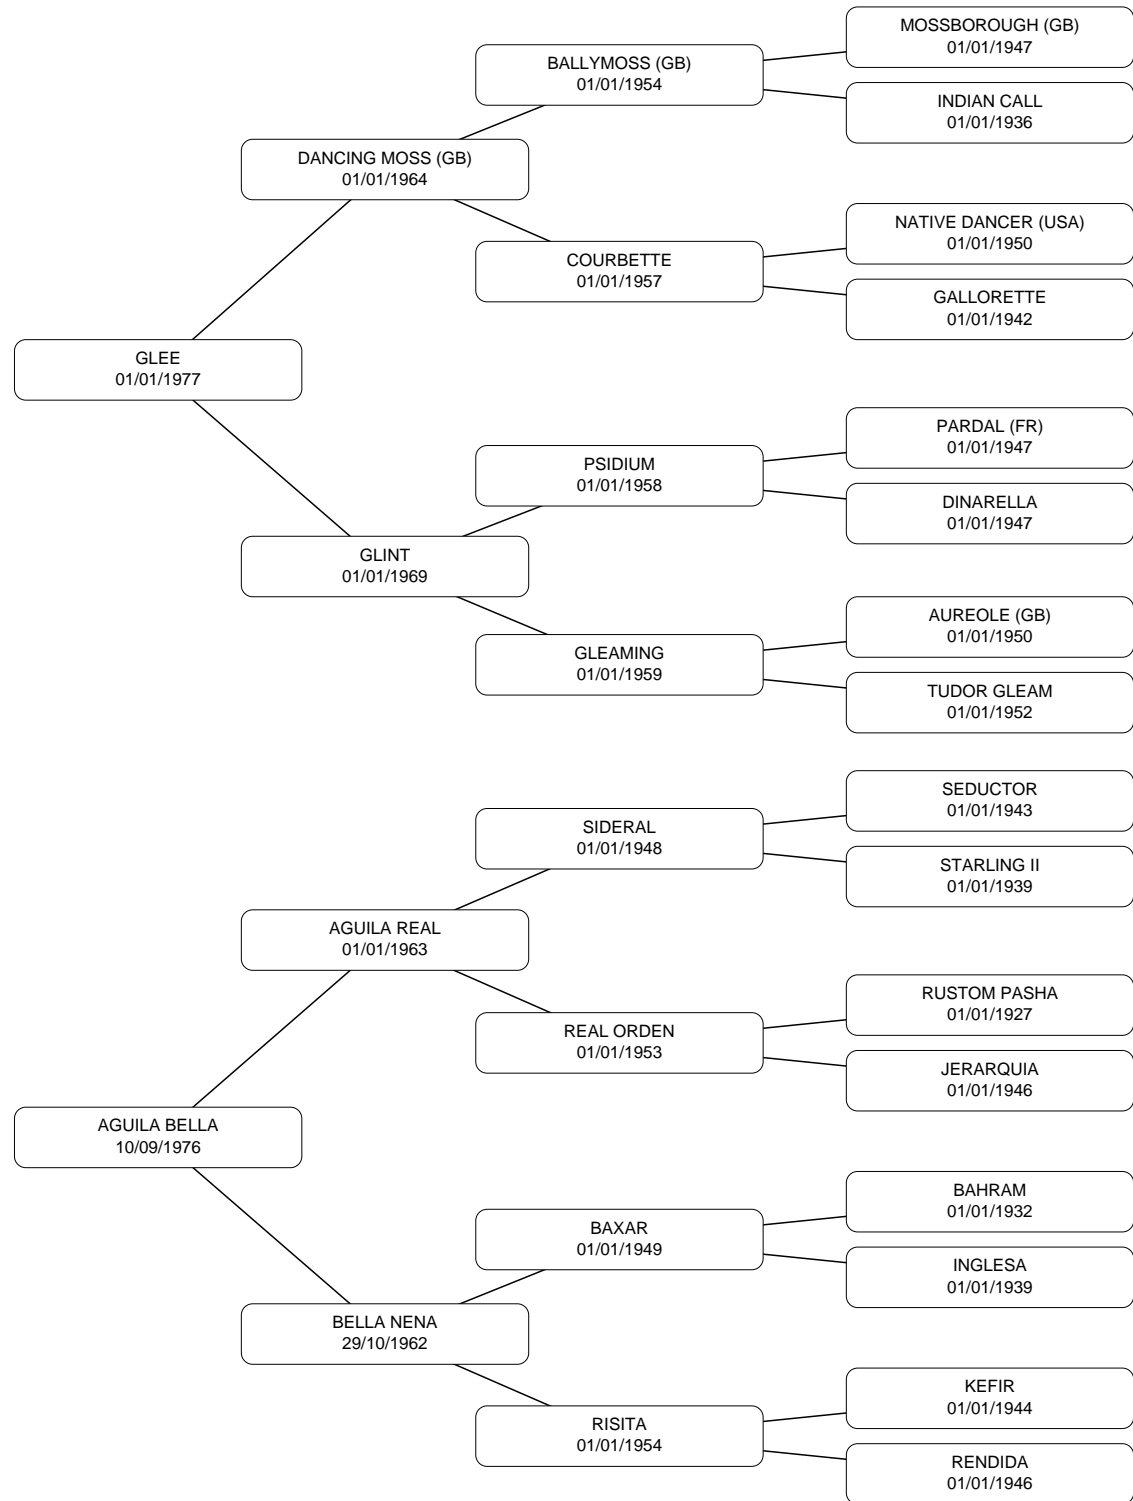 MOSSBOROUGH (GB)
01/01/1947
BALLYMOSS (GB)
01/01/1954
INDIAN CALL
01/01/1936
DANCING MOSS (GB)
01/01/1964
NATIVE DANCER (USA)
01/01/1950
COURBETTE
01/01/1957
GALLORETTE
01/01/1942
GLEE
01/01/1977
PARDAL (FR)
01/01/1947
PSIDIUM
01/01/1958
DINARELLA
01/01/1947
GLINT
01/01/1969
AUREOLE (GB)
01/01/1950
GLEAMING
01/01/1959
TUDOR GLEAM
01/01/1952
SEDUCTOR
01/01/1943
SIDERAL
01/01/1948
STARLING II
01/01/1939
AGUILA REAL
01/01/1963
RUSTOM PASHA
01/01/1927
REAL ORDEN
01/01/1953
JERARQUIA
01/01/1946
AGUILA BELLA
10/09/1976
BAHRAM
01/01/1932
BAXAR
01/01/1949
INGLESA
01/01/1939
BELLA NENA
29/10/1962
KEFIR
01/01/1944
RISITA
01/01/1954
RENDIDA
01/01/1946